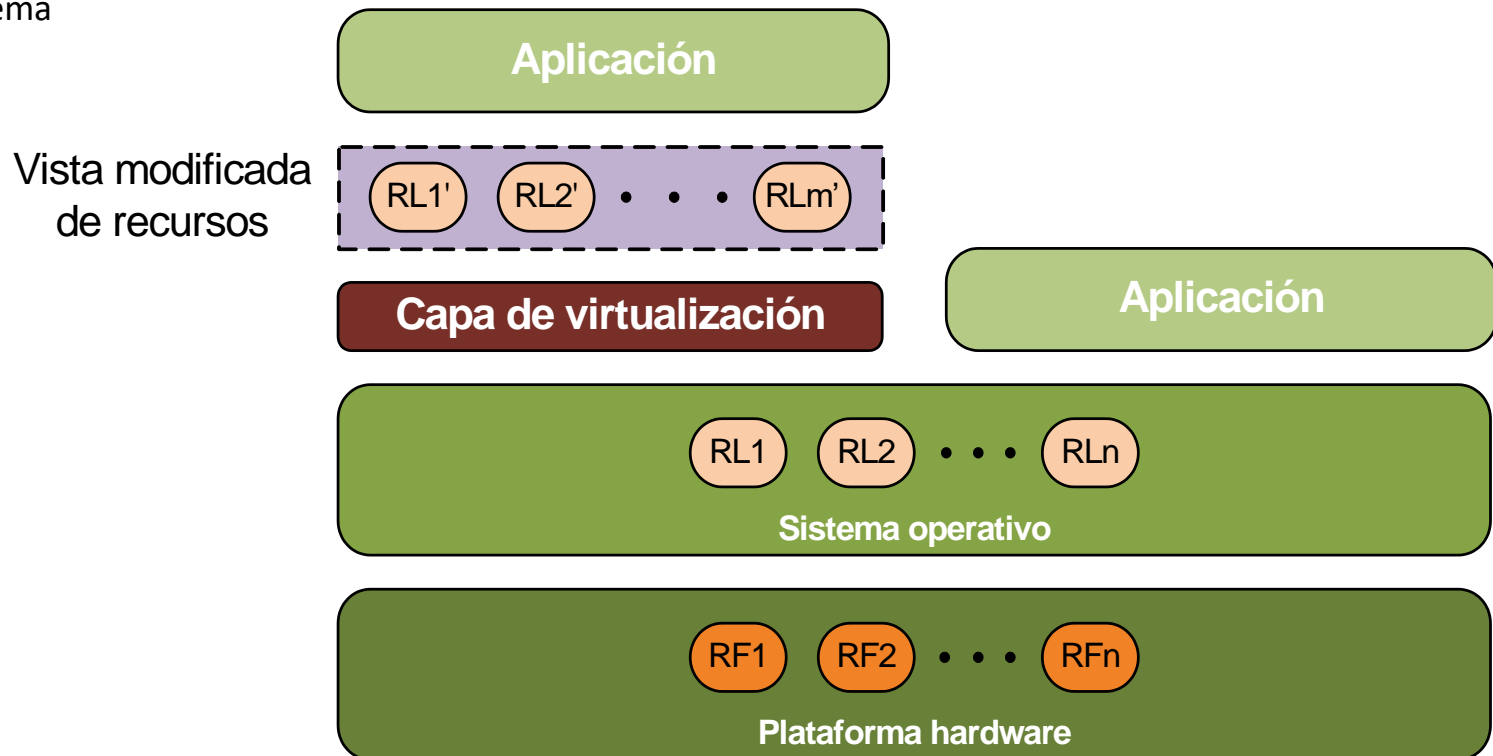 ema
Aplicación
Vista modificada
de recursos
RL1' RL2' • • • RLm’
Capa de virtualización
Aplicación
RL1 RL2 • • • RLn
Sistema operativo
RF1 RF2 • • • RFn
Plataforma hardware